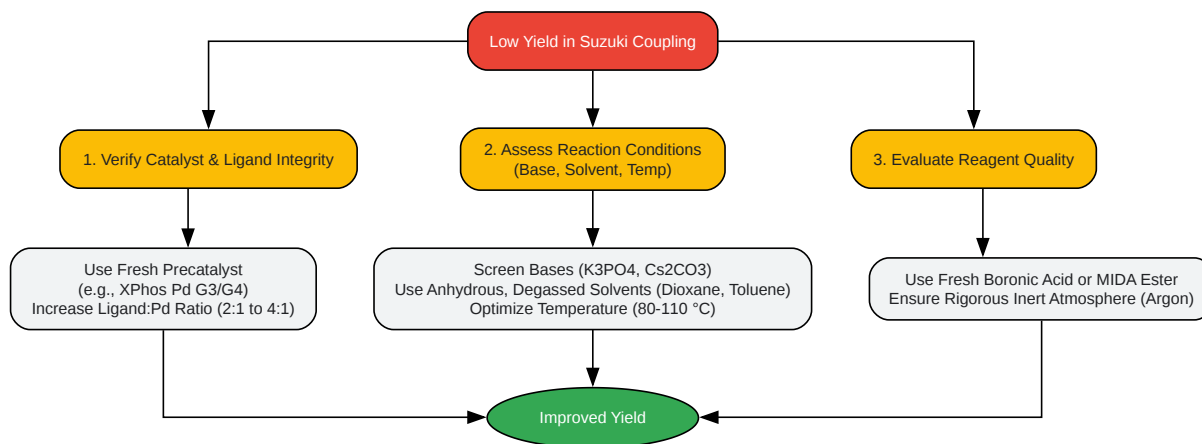 Low Yield in Suzuki Coupling
1. Verify Catalyst & Ligand Integrity
2. Assess Reaction Conditions
(Base, Solvent, Temp)
3. Evaluate Reagent Quality
Use Fresh Precatalyst
(e.g., XPhos Pd G3/G4)
Increase Ligand:Pd Ratio (2:1 to 4:1)
Screen Bases (K3PO4, Cs2CO3)
Use Anhydrous, Degassed Solvents (Dioxane, Toluene)
Optimize Temperature (80-110 °C)
Use Fresh Boronic Acid or MIDA Ester
Ensure Rigorous Inert Atmosphere (Argon)
Improved Yield